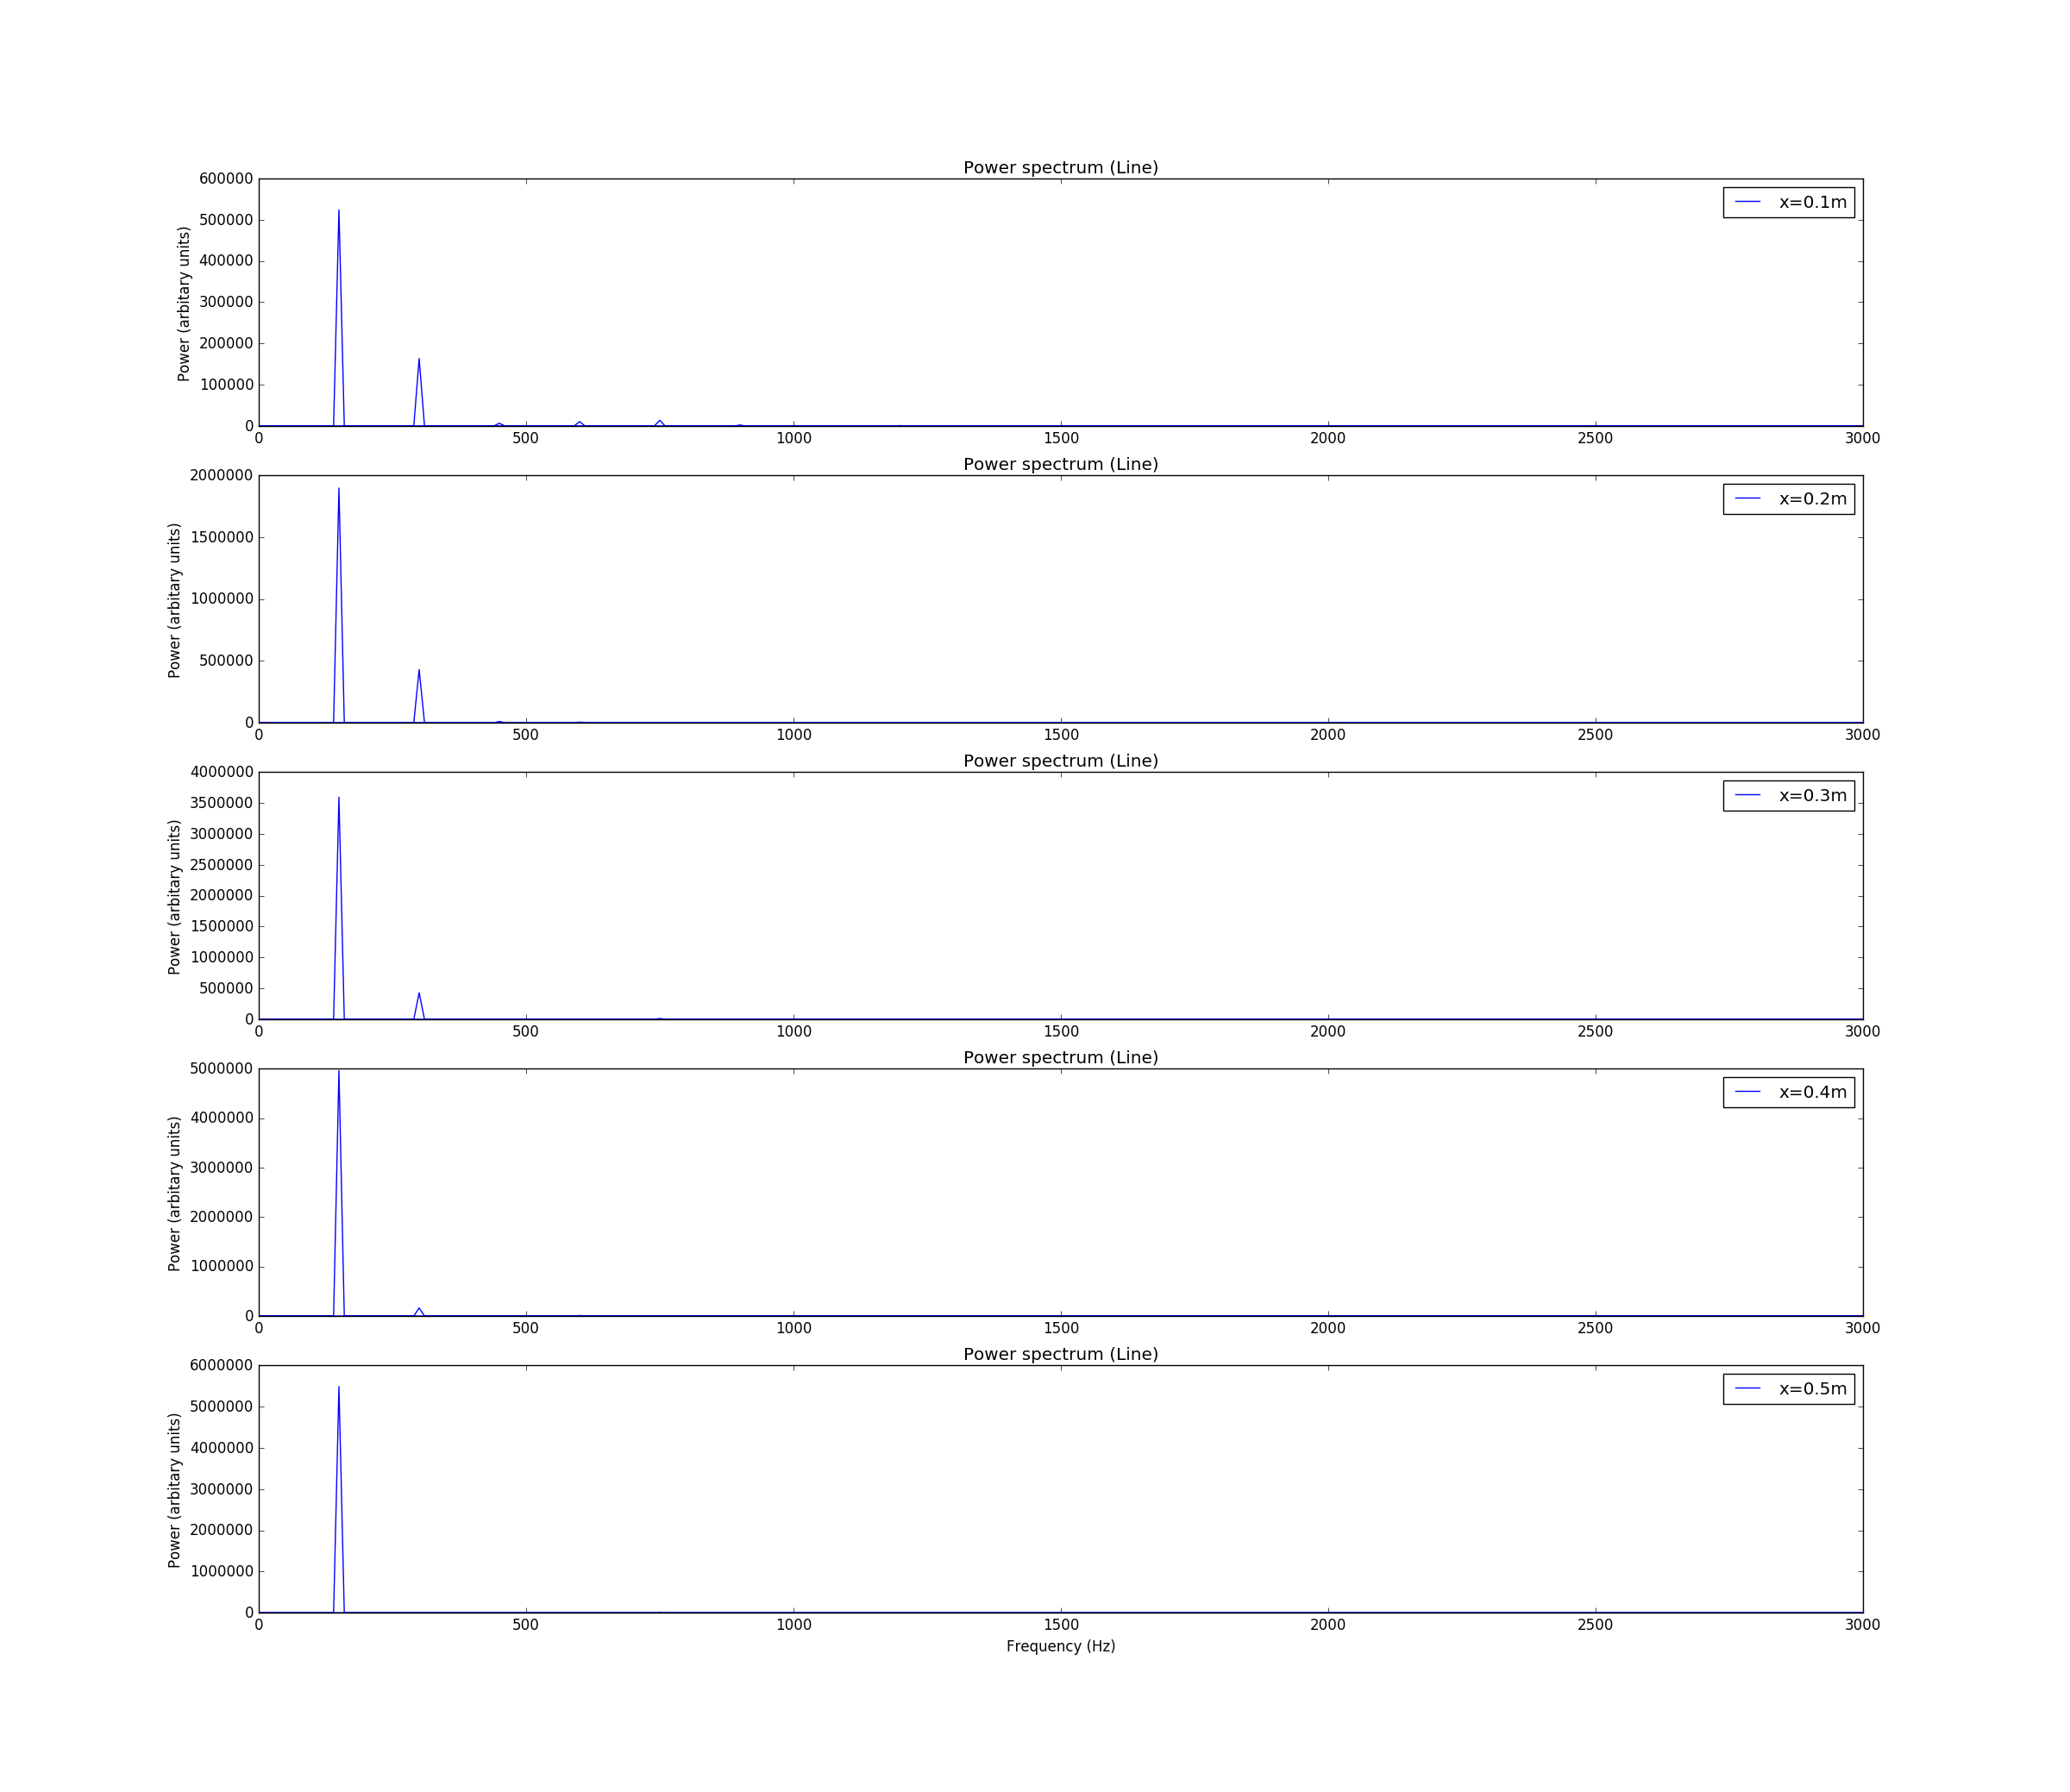 Power spectrum (Line)
600000
500000
400000
300000
200000
100000
0
Power (arbitary units)
x=0.1m
0 500 1000 1500 2000 2500 3000
Power spectrum (Line)
2000000
1500000
1000000
500000
0
Power (arbitary units)
x=0.2m
0 500 1000 1500 2000 2500 3000
Power spectrum (Line)
4000000
3500000
3000000
2500000
2000000
1500000
1000000
500000
0
Power (arbitary units)
x=0.3m
0 500 1000 1500 2000 2500 3000
Power spectrum (Line)
5000000
4000000
3000000
2000000
1000000
0
Power (arbitary units)
x=0.4m
0 500 1000 1500 2000 2500 3000
Power spectrum (Line)
6000000
5000000
4000000
3000000
2000000
1000000
0
Power (arbitary units)
x=0.5m
0 500 1000 1500 2000 2500 3000
Frequency (Hz)